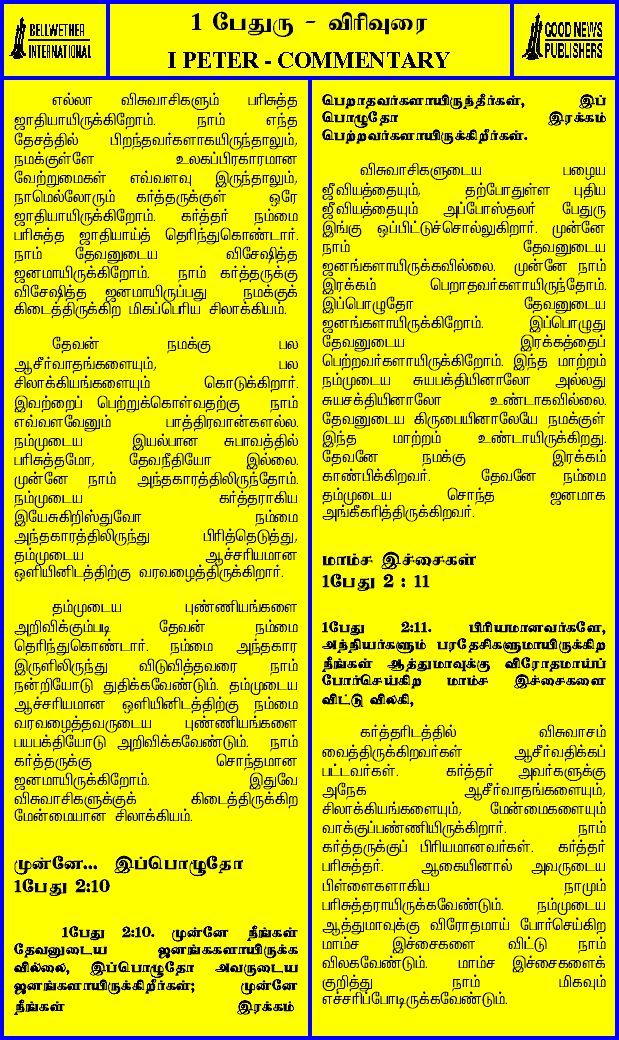 BELLWETHER
INTERNATIONAL
1 பேதுரு - விரிவுரை
I PETER - COMMENTARY
GOOD NEWS
PUBLISHERS
எல்லா விசுவாசிகளும் பரிசுத்த
ஜாதியாயிருக்கிறோம். நாம் எந்த
தேசத்தில் பிறந்தவர்களாகயிருந்தாலும்,
நமக்குள்ளே உலகப்பிரகாரமான
வேற்றுமைகள் எவ்வளவு இருந்தாலும்,
நாமெல்லோரும் கர்த்தருக்குள் ஒரே
ஜாதியாயிருக்கிறோம். கர்த்தர் நம்மை
பரிசுத்த ஜாதியாய்த் தெரிந்துகொண்டார்.
நாம் தேவனுடைய விசேஷித்த
ஜனமாயிருக்கிறோம். நாம் கர்த்தருக்கு
விசேஷித்த ஜனமாயிருப்பது நமக்குக்
கிடைத்திருக்கிற மிகப்பெரிய சிலாக்கியம்.
தேவன் நமக்கு பல
ஆசீர்வாதங்களையும், பல
சிலாக்கியங்களையும் கொடுக்கிறார்.
இவற்றைப் பெற்றுக்கொள்வதற்கு நாம்
எவ்வளவேனும் பாத்திரவான்களல்ல.
நம்முடைய இயல்பான சுபாவத்தில்
பரிசுத்தமோ, தேவநீதியோ இல்லை.
முன்னே நாம் அந்தகாரத்திலிருந்தோம்.
நம்முடைய கர்த்தராகிய
இயேசுகிறிஸ்துவோ நம்மை
அந்தகாரத்திலிருந்து பிரித்தெடுத்து,
தம்முடைய ஆச்சரியமான
ஒளியினிடத்திற்கு வரவழைத்திருக்கிறார்.
தம்முடைய புண்ணியங்களை
அறிவிக்கும்படி தேவன் நம்மை
தெரிந்துகொண்டார். நம்மை அந்தகார
இருளிலிருந்து விடுவித்தவரை நாம்
நன்றியோடு துதிக்கவேண்டும். தம்முடைய
ஆச்சரியமான ஒளியினிடத்திற்கு நம்மை
வரவழைத்தவருடைய புண்ணியங்களை
பயபக்தியோடு அறிவிக்கவேண்டும். நாம்
கர்த்தருக்கு சொந்தமான
ஜனமாயிருக்கிறோம். இதுவே
விசுவாசிகளுக்குக் கிடைத்திருக்கிற
மேன்மையான சிலாக்கியம்.
முன்னே... இப்பொழுதோ
1பேது 2:10
1பேது 2:10. முன்னே நீங்கள்
தேவனுடைய ஜனங்ககளாயிருக்க
வில்லை, இப்பொழுதோ அவருடைய
ஜனங்களாயிருக்கிறீர்கள்; முன்னே
நீங்கள் இரக்கம்
பெறாதவர்களாயிருந்தீர்கள், இப்
பொழுதோ இரக்கம்
பெற்றவர்களாயிருக்கிறீர்கள்.
விசுவாசிகளுடைய பழைய
ஜீவியத்தையும், தற்போதுள்ள புதிய
ஜீவியத்தையும் அப்போஸ்தலர் பேதுரு
இங்கு ஒப்பிட்டுச்சொல்லுகிறார். முன்னே
நாம் தேவனுடைய
ஜனங்களாயிருக்கவில்லை. முன்னே நாம்
இரக்கம் பெறாதவர்களாயிருந்தோம்.
இப்பொழுதோ தேவனுடைய
ஜனங்களாயிருக்கிறோம். இப்பொழுது
தேவனுடைய இரக்கத்தைப்
பெற்றவர்களாயிருக்கிறோம். இந்த மாற்றம்
நம்முடைய சுயபக்தியினாலோ அல்லது
சுயசக்தியினாலோ உண்டாகவில்லை.
தேவனுடைய கிருபையினாலேயே நமக்குள்
இந்த மாற்றம் உண்டாயிருக்கிறது.
தேவனே நமக்கு இரக்கம்
காண்பிக்கிறவர். தேவனே நம்மை
தம்முடைய சொந்த ஜனமாக
அங்கீகரித்திருக்கிறவர்.
மாம்ச இச்சைகள்
1பேது 2 : 11
1பேது 2:11. பிரியமானவர்களே,
அந்நியர்களும் பரதேசிகளுமாயிருக்கிற
நீங்கள் ஆத்துமாவுக்கு விரோதமாய்ப்
போர்செய்கிற மாம்ச இச்சைகளை
விட்டு விலகி,
கர்த்தரிடத்தில் விசுவாசம்
வைத்திருக்கிறவர்கள் ஆசீர்வதிக்கப்
பட்டவர்கள். கர்த்தர் அவர்களுக்கு
அநேக ஆசீர்வாதங்களையும்,
சிலாக்கியங்களையும், மேன்மைகளையும்
வாக்குப்பண்ணியிருக்கிறார். நாம்
கர்த்தருக்குப் பிரியமானவர்கள். கர்த்தர்
பரிசுத்தர். ஆகையினால் அவருடைய
பிள்ளைகளாகிய நாமும்
பரிசுத்தராயிருக்கவேண்டும். நம்முடைய
ஆத்துமாவுக்கு விரோதமாய் போர்செய்கிற
மாம்ச இச்சைகளை விட்டு நாம்
விலகவேண்டும். மாம்ச இச்சைகளைக்
குறித்து நாம் மிகவும்
எச்சரிப்போடிருக்கவேண்டும்.